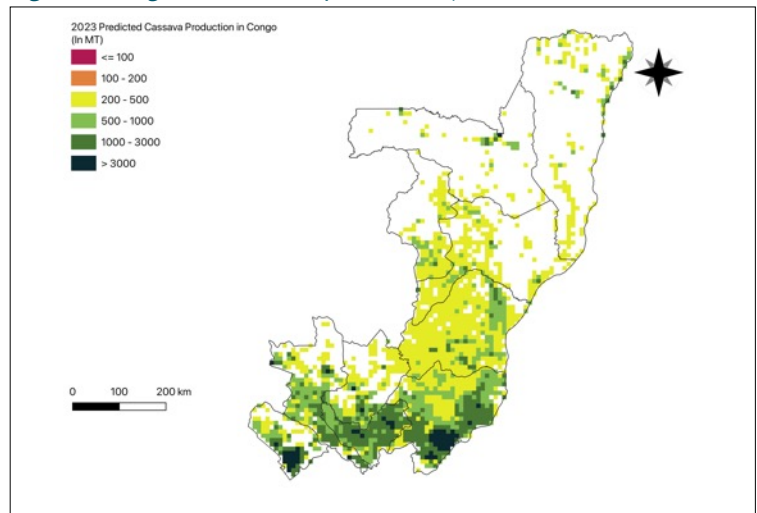 2023 Predicted Cassava Production in Congo
(In MT)
<= 100
100 - 200
200 - 500
500 - 1000
1000 - 3000
> 3000
0 100 200 km